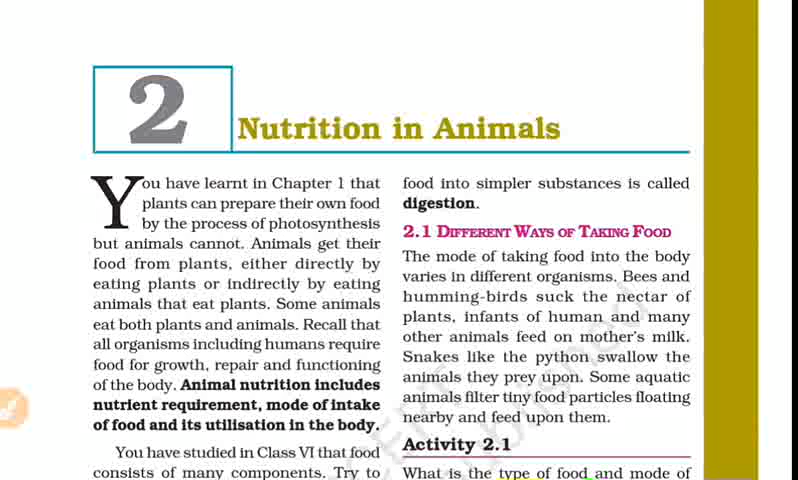 2
Nutrition in Animals
You have learnt in Chapter 1 that
plants can prepare their own food
by the process of photosynthesis
but animals cannot. Animals get their
food from plants, either directly by
eating plants or indirectly by eating
animals that eat plants. Some animals
eat both plants and animals. Recall that
all organisms including humans require
food for growth, repair and functioning
of the body. Animal nutrition includes
nutrient requirement, mode of intake
of food and its utilisation in the body.
You have studied in Class VI that food
consists of many components. Try to
food into simpler substances is called
digestion.
2.1 DIFFERENT WAYS OF TAKING FOOD
The mode of taking food into the body
varies in different organisms. Bees and
humming-birds suck the nectar of
plants, infants of human and many
other animals feed on mother's milk.
Snakes like the python swallow the
animals they prey upon. Some aquatic
animals filter tiny food particles floating
nearby and feed upon them.
Activity 2.1
What is the type of food and mode of